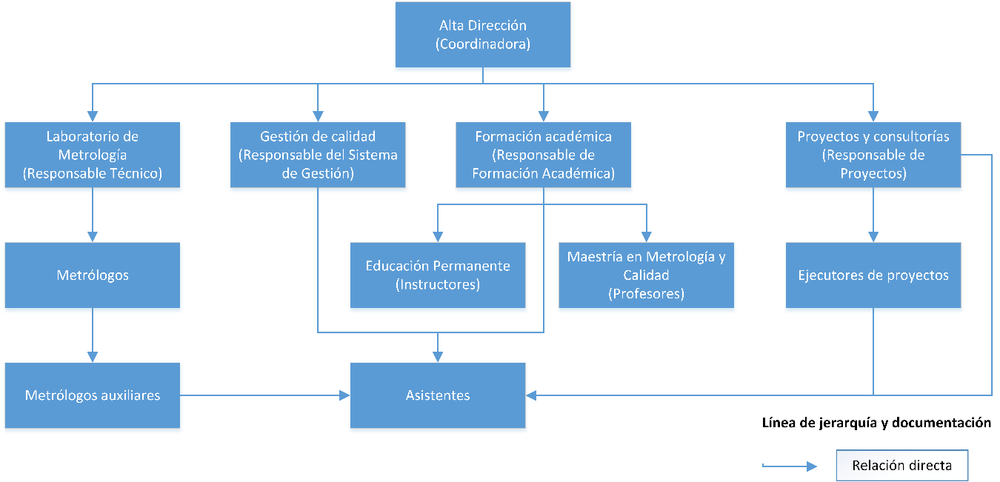 Alta Dirección
(Coordinadora)
Laboratorio de
Metrología
(Responsable Técnico)
Gestión de calidad
(Responsable del Sistema
de Gestión)
Formación académica
(Responsable de
Formación Académica)
Proyectos y consultorías
(Responsable de
Proyectos)
Metrólogos
Educación Permanente
(Instructores)
Maestría en Metrología y
Calidad
(Profesores)
Ejecutores de proyectos
Metrólogos auxiliares
Asistentes
Línea de jerarquía y documentación
Relación directa